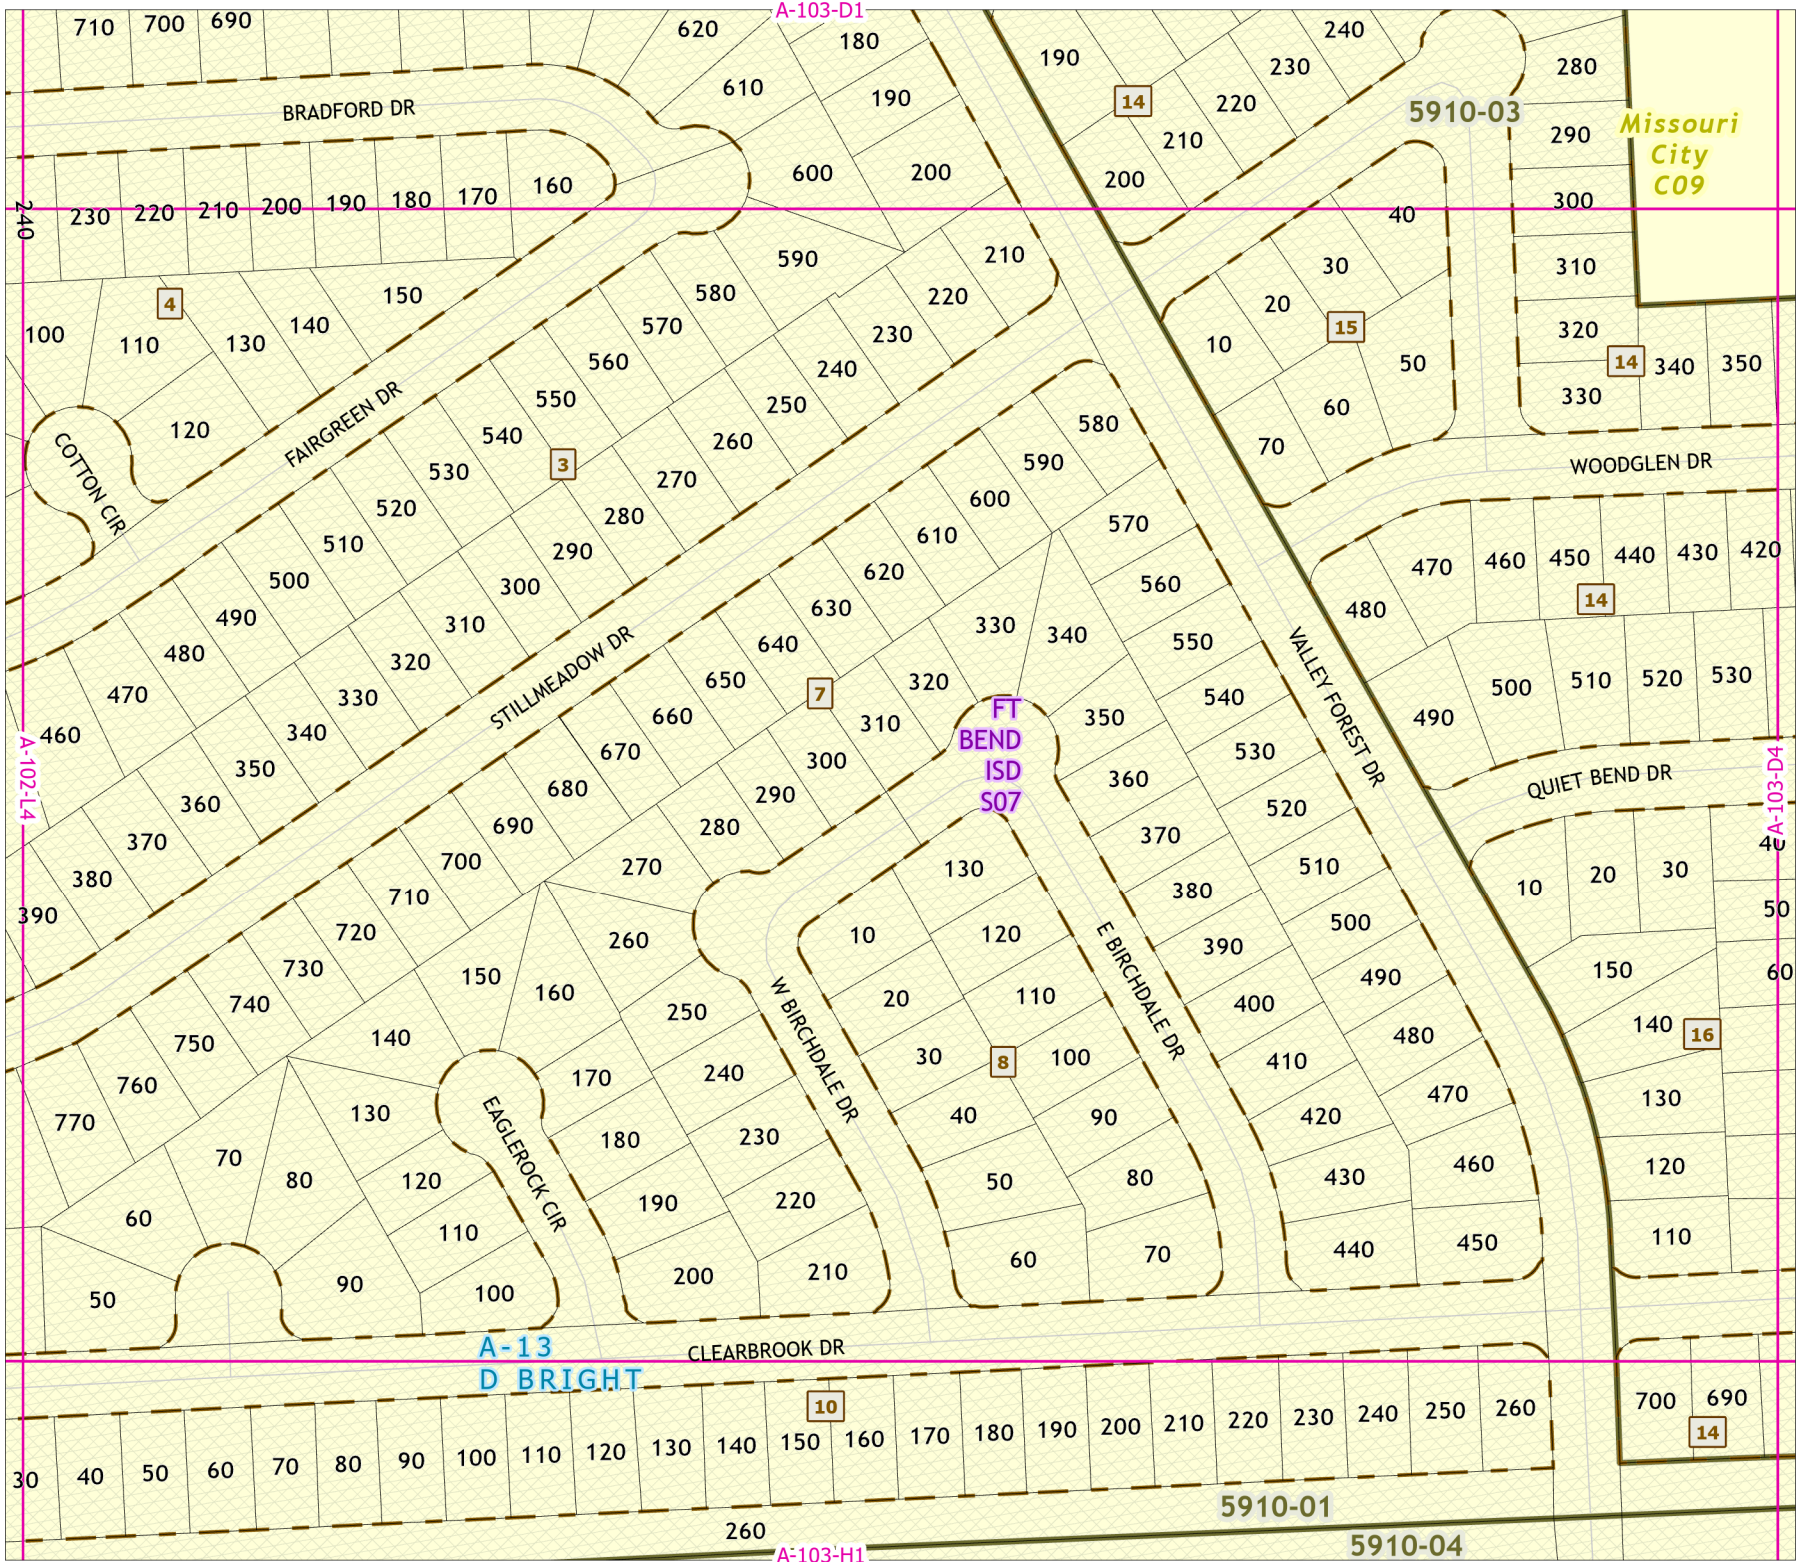 A-103-D1
710 700 690 620 180 190 240
610 190 14 230 280
BRADFORD DR 220 5910-03 Missouri
210 290 City
160 600 200 200 C09
240 230 220 210 200 190 180 170 40 300
590 210 30 310
4 150 580 220 20
100 110 130 140 570 230 10 15 320
560 240 50 14 340 350
FAIRGREEN DR 550 250 60 330
120 540 260 580 70
COTTON CIR 530 3 270 590 WOODGLEN DR
520 280 600 570
510 290 610 470 460 450 440 430 420
500 300 620 560 14
490 310 630 330 340 480
480 320 640 550
STILLMEADOW DR
470 330 650 7 320 540 500 510 520 530
460 340 660 310 FT 350 490
350 670 300 BEND 530 VALLEY FOREST DR
A-102-L4 ISD 360 QUIET BEND DR A-103-D4
360 680 290 S07 520
370 690 280 370 40
380 700 270 130 510 10 20 30
390 710 380 50
720 260 10 120 500
730 150 160 390 490 150 60
740 250 20 110 400
750 140 W BIRCHDALE DR E BIRCHDALE DR 480 140 16
760 170 240 30 8 100 410
770 130 EAGLEROCK CIR 40 90 420 470 130
70 180 230
80 120 50 80 430 460 120
60 190 220
110 60 70 440 450 110
50 90 100 200 210
A-13 CLEARBROOK DR
D BRIGHT
10 700 690
30 40 50 60 70 80 90 100 110 120 130 140 150 160 170 180 190 200 210 220 230 240 250 260 14
5910-01
260
A-103-H1 5910-04